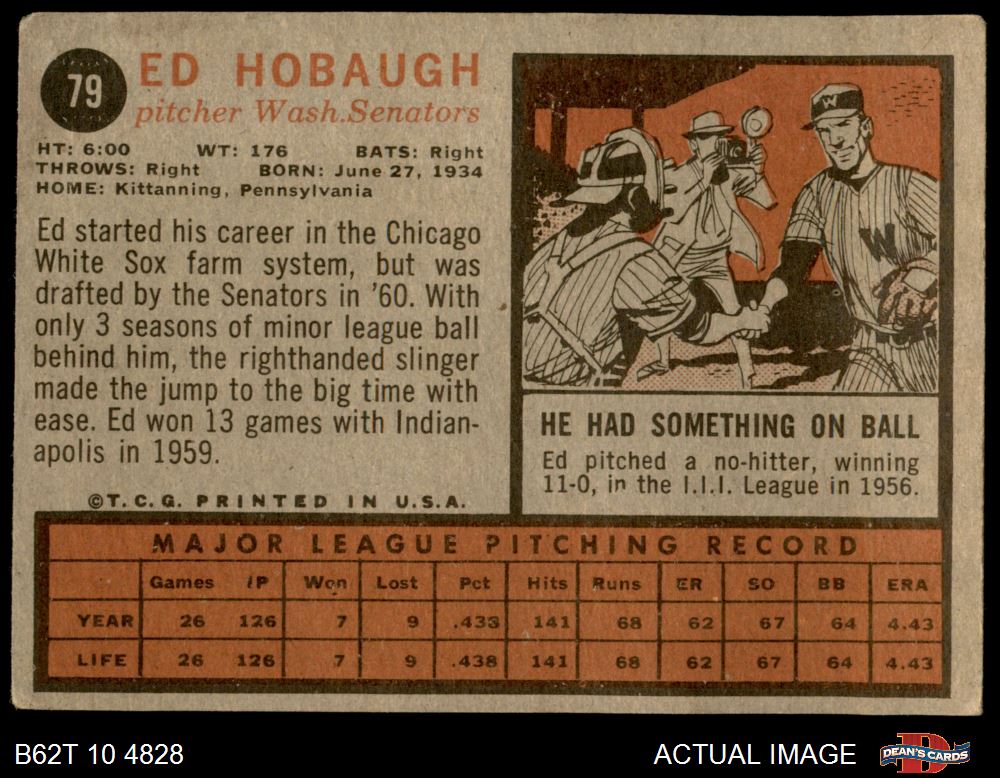 79
ED HOBAUGH
pitcher Wash. Senators
HT: 6:00 WT: 176 BATS: Right
THROWS: Right BORN: June 27, 1934
HOME: Kittanning, Pennsylvania
Ed started his career in the Chicago
White Sox farm system, but was
drafted by the Senators in '60. With
only 3 seasons of minor league ball
behind him, the righthanded slinger
made the jump to the big time with
ease. Ed won 13 games with Indian-
apolis in 1959.
©T.C.G. PRINTED IN U.S.A.
W
W
HE HAD SOMETHING ON BALL
Ed pitched a no-hitter, winning
11-0, in the I.I.I. League in 1956.
MAJOR LEAGUE PITCHING RECORD
Games IP Won Lost Pct Hits Runs ER SO BB ERA
YEAR 26 126 7 9 .433 141 68 62 67 64 4.43
LIFE 26 126 7 9 .438 141 68 62 67 64 4.43
B62T 10 4828
ACTUAL IMAGE
DEAN'S CARDS